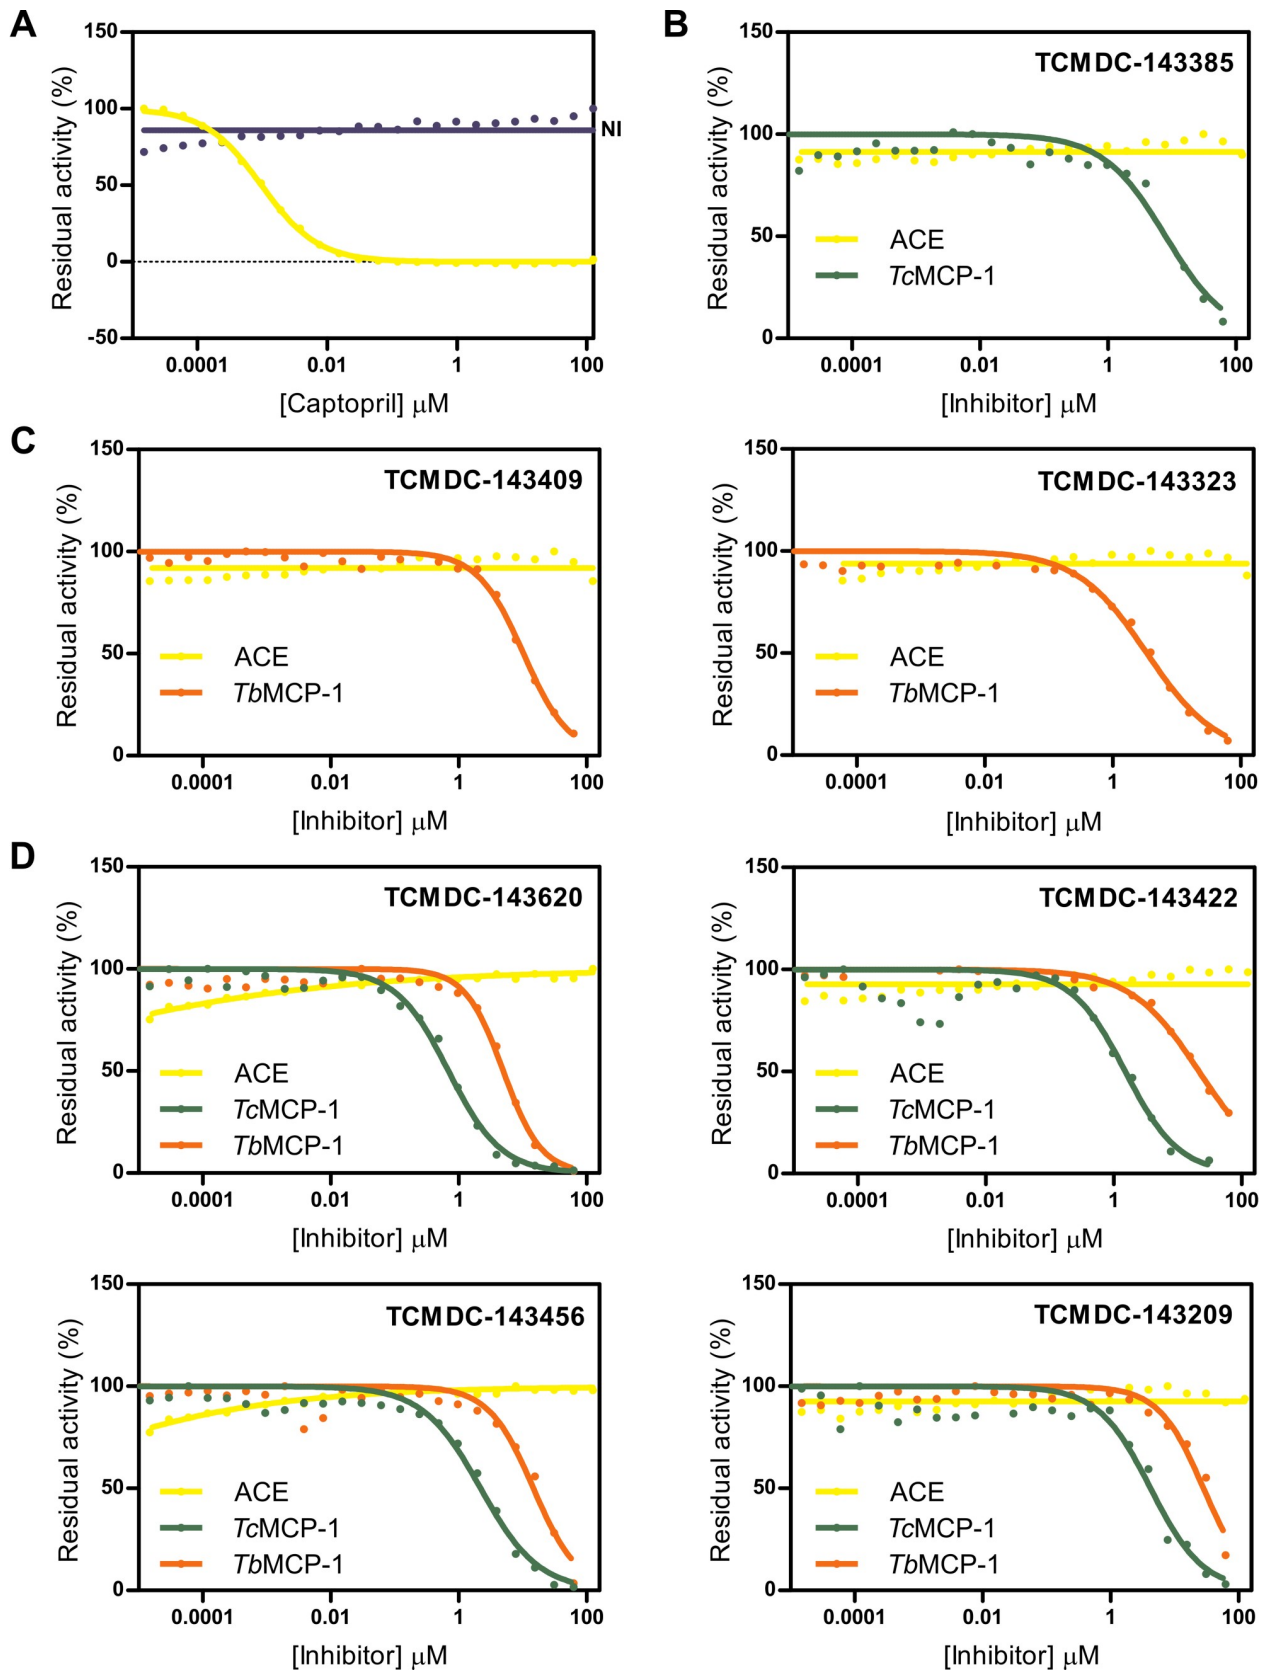 A
150
100
50
0
-50
Residual activity (%)
NI
0.0001
0.01
1
100
[Captopril] μM
B
150
100
50
0
Residual activity (%)
TCMDC-143385
ACE
TcMCP-1
0.0001
0.01
1
100
[Inhibitor] μM
C
150
100
50
0
Residual activity (%)
TCMDC-143409
ACE
TbMCP-1
0.0001
0.01
1
100
[Inhibitor] μM
150
100
50
0
Residual activity (%)
TCMDC-143323
ACE
TbMCP-1
0.0001
0.01
1
100
[Inhibitor] μM
D
150
100
50
0
Residual activity (%)
TCMDC-143620
ACE
TcMCP-1
TbMCP-1
0.0001
0.01
1
100
[Inhibitor] μM
150
100
50
0
Residual activity (%)
TCMDC-143422
ACE
TcMCP-1
TbMCP-1
0.0001
0.01
1
100
[Inhibitor] μM
150
100
50
0
Residual activity (%)
TCMDC-143456
ACE
TcMCP-1
TbMCP-1
0.0001
0.01
1
100
[Inhibitor] μM
150
100
50
0
Residual activity (%)
TCMDC-143209
ACE
TcMCP-1
TbMCP-1
0.0001
0.01
1
100
[Inhibitor] μM